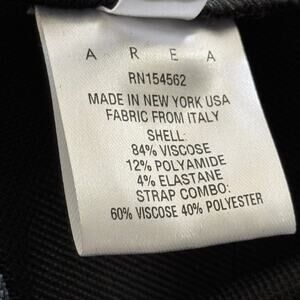 AREA
RN154562
MADE IN NEW YORK USA
FABRIC FROM ITALY
SHELL:
84% VISCOSE
12% POLYAMIDE
4% ELASTANE
STRAP COMBO:
60% VISCOSE 40% POLYESTER